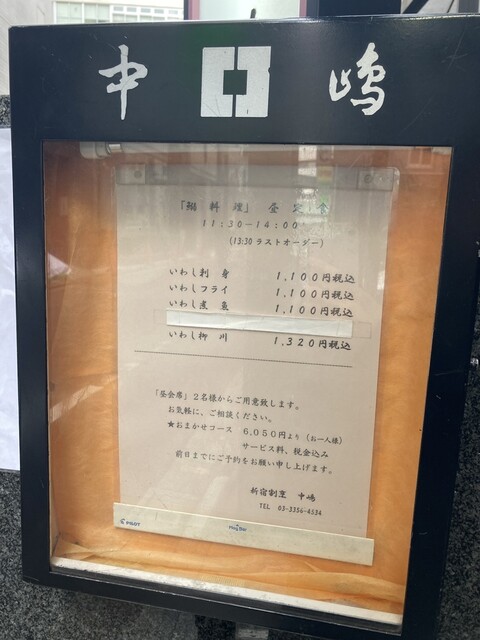 中 嶋
「鰯 料 理」 昼 定
11:30-14:00
(13:30 ラストオーダー)
いわし刺 身 1,100円税込
いわしフライ 1,100円税込
いわし煮 魚 1,100円税込
いわし柳 川 1,320円税込
「昼会席」2名様からご用意致します。
お気軽に、ご相談ください。
★おまかせコース 6,050円より (お一人様)
サービス料、税金込み
前日までにご予約をお願い申し上げます。
新宿割烹 中嶋
TEL 03-3356-4534
PILOT